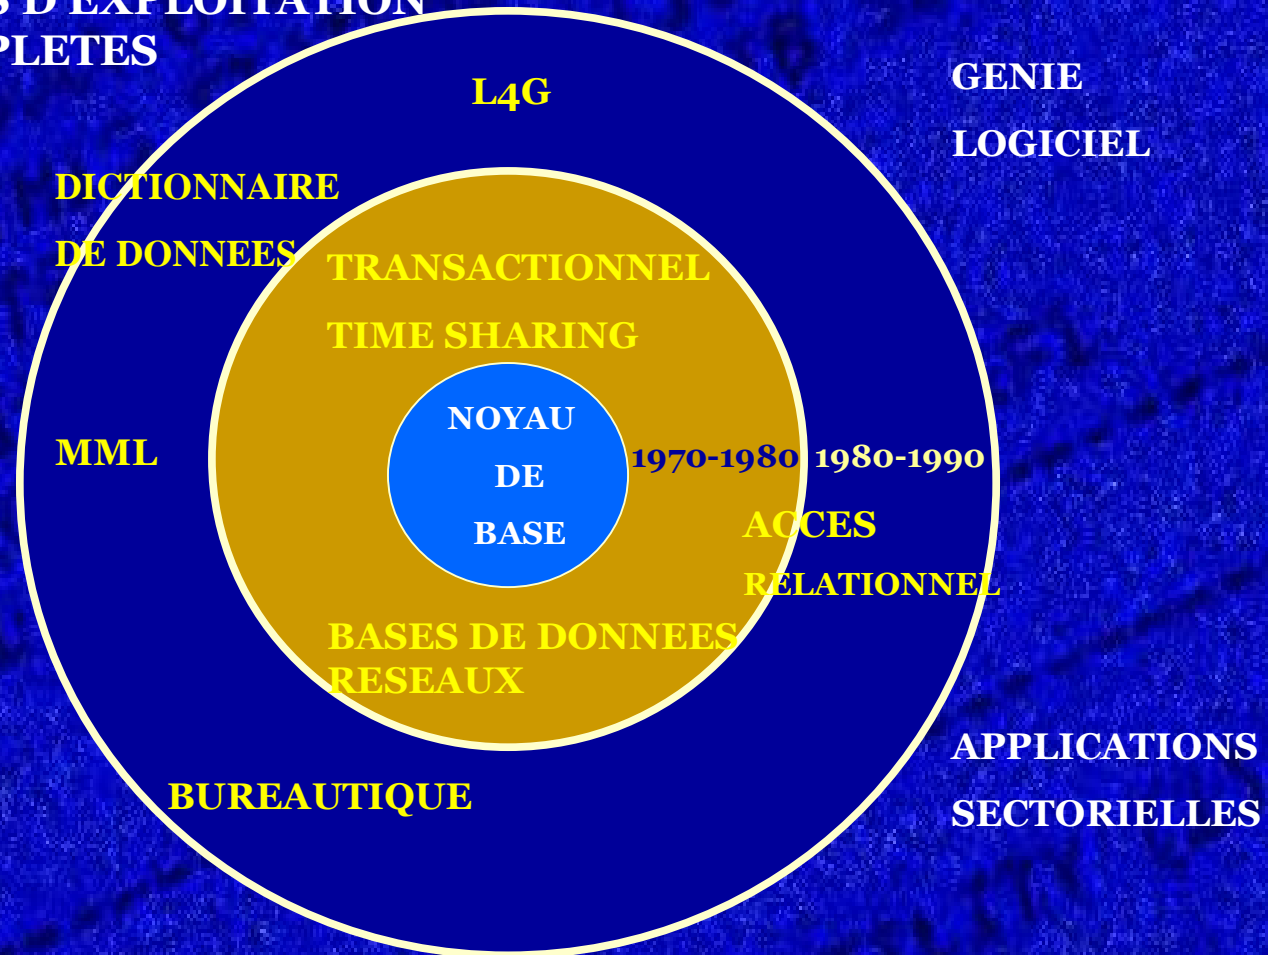 D'EXPLOITATION
L4G
GENIE
LOGICIEL
DICTIONNAIRE
DE DONNEES
TRANSACTIONNEL
TIME SHARING
NOYAU
DE
BASE
MML
1970-1980
1980-1990
ACCES
RELATIONNEL
BASES DE DONNEES
RESEAUX
BUREAUTIQUE
APPLICATIONS
SECTORIELLES